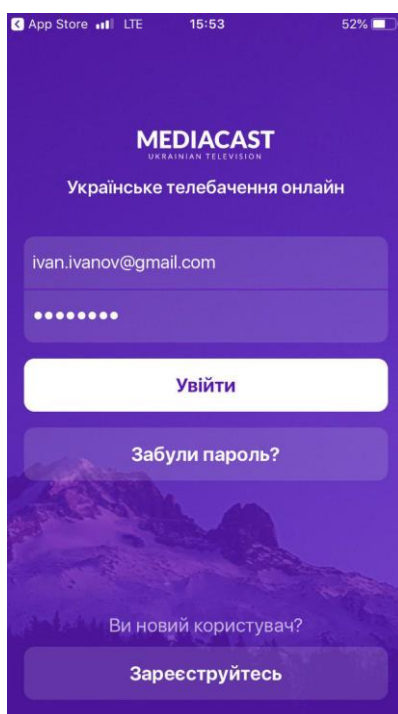 App Store LTE 15:53 52%
MEDIACAST
UKRAINIAN TELEVISION
Українське телебачення онлайн
ivan.ivanov@gmail.com
••••••••
Увійти
Забули пароль?
Ви новий користувач?
Зареєструйтесь